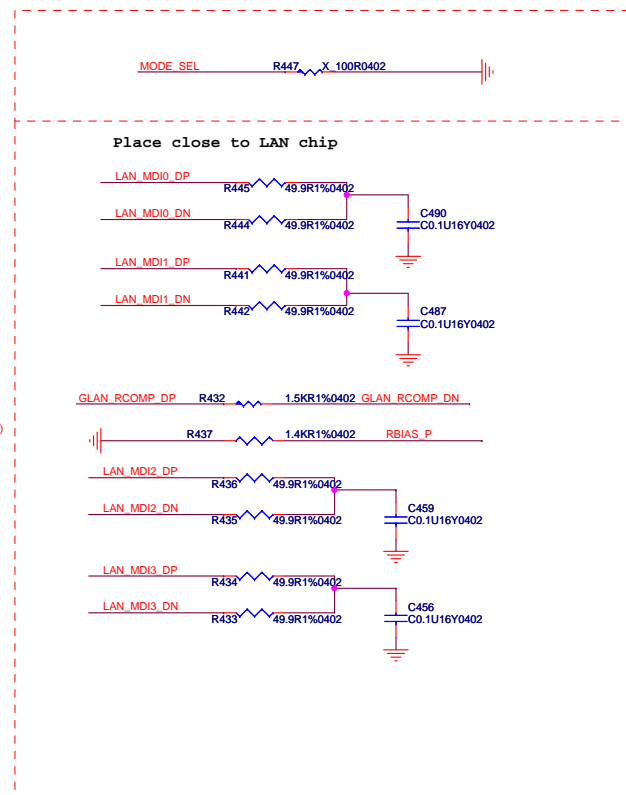 MODE_SEL R447 X_100R0402
Place close to LAN chip
LAN_MDI0_DP R445 49.9R1%0402
LAN_MDI0_DN R444 49.9R1%0402
C490
C0.1U16Y0402
LAN_MDI1_DP R441 49.9R1%0402
LAN_MDI1_DN R442 49.9R1%0402
C487
C0.1U16Y0402
GLAN_RCOMP_DP R432 1.5KR1%0402 GLAN_RCOMP_DN
)
R437 1.4KR1%0402 RBIAS_P
LAN_MDI2_DP R436 49.9R1%0402
LAN_MDI2_DN R435 49.9R1%0402
C459
C0.1U16Y0402
LAN_MDI3_DP R434 49.9R1%0402
LAN_MDI3_DN R433 49.9R1%0402
C456
C0.1U16Y0402